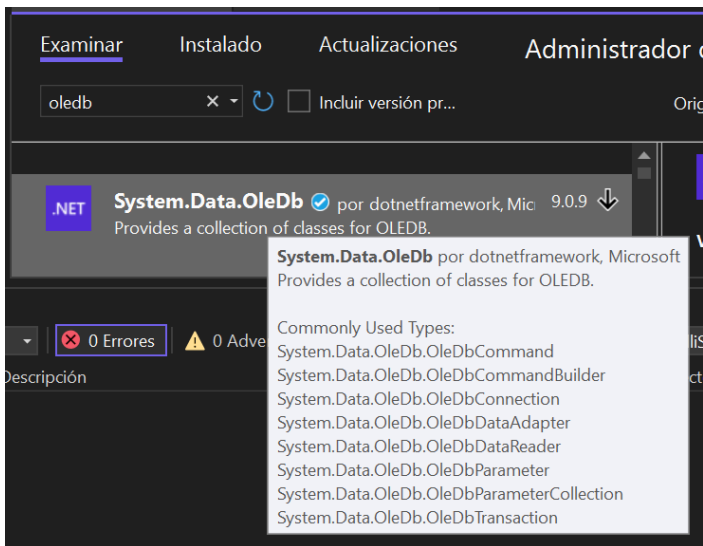 Examinar Instalado Actualizaciones Administrador
oledb Incluir versión pr...
.NET System.Data.OleDb por dotnetframework, 9.0.9
Provides a collection of classes for OLEDB.
System.Data.OleDb por dotnetframework, Microsoft
Provides a collection of classes for OLEDB.
Commonly Used Types:
System.Data.OleDb.OleDbCommand
System.Data.OleDb.OleDbCommandBuilder
System.Data.OleDb.OleDbConnection
System.Data.OleDb.OleDbDataAdapter
System.Data.OleDb.OleDbDataReader
System.Data.OleDb.OleDbParameter
System.Data.OleDb.OleDbParameterCollection
System.Data.OleDb.OleDbTransaction
0 Errores 0 Adve
Descripción